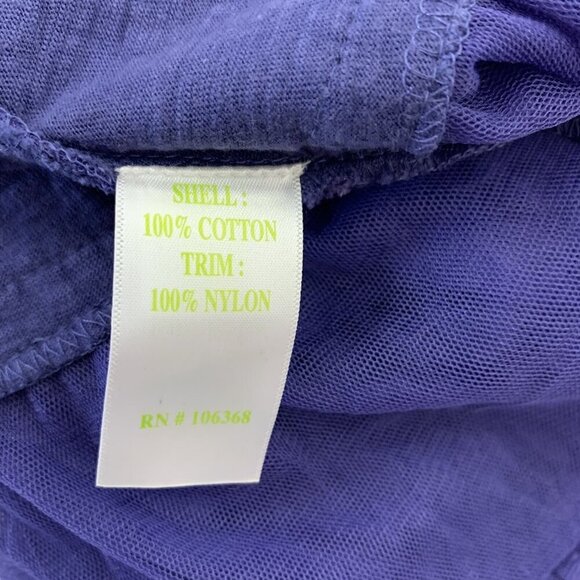 SHELL :
100% COTTON
TRIM :
100% NYLON
RN # 106368